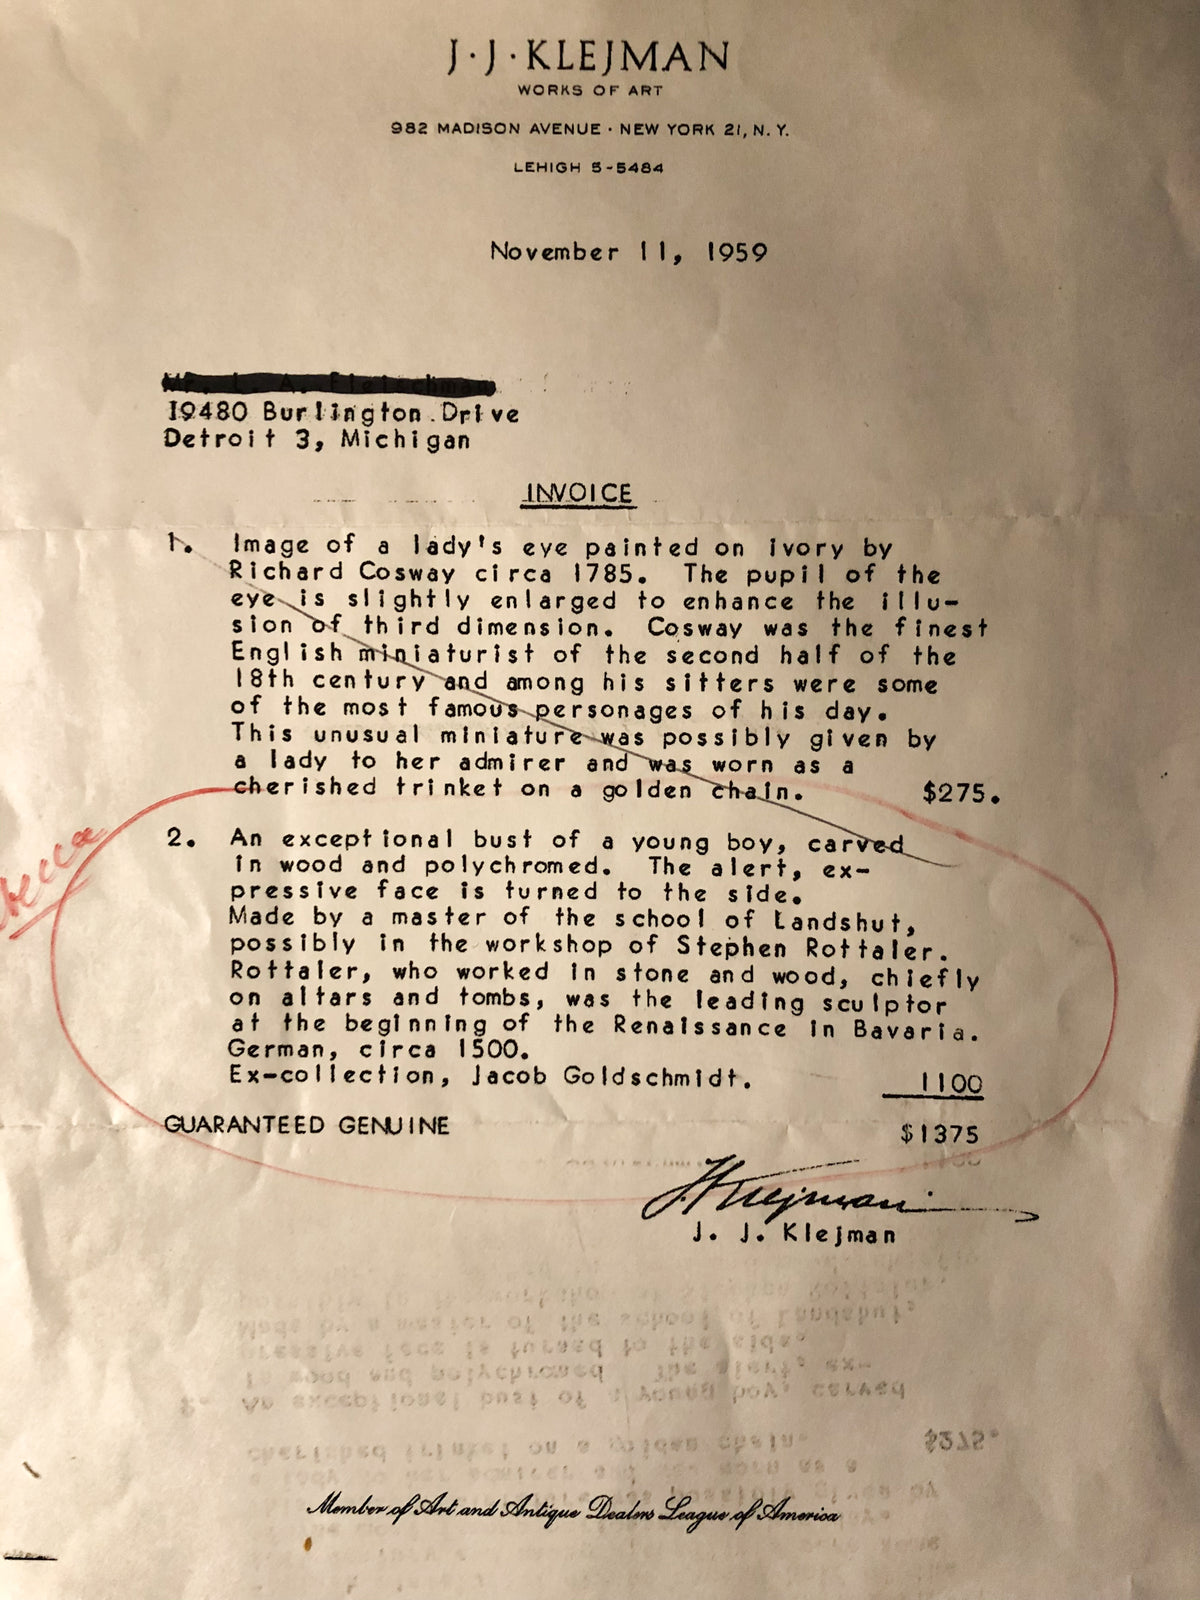 J·J·KLEJMAN
WORKS OF ART
982 MADISON AVENUE · NEW YORK 21, N. Y.
LEHIGH 5-5484
November 11, 1959
19480 Burlington Drive
Detroit 3, Michigan
INVOICE
1. Image of a lady's eye painted on ivory by
Richard Cosway circa 1785. The pupil of the
eye is slightly enlarged to enhance the illu-
sion of third dimension. Cosway was the finest
English miniaturist of the second half of the
18th century and among his sitters were some
of the most famous personages of his day.
This unusual miniature was possibly given by
a lady to her admirer and was worn as a
cherished trinket on a golden chain. $275.
2. An exceptional bust of a young boy, carved
in wood and polychromed. The alert, ex-
pressive face is turned to the side.
Made by a master of the school of Landshut,
possibly in the workshop of Stephen Rottaler.
Rottaler, who worked in stone and wood, chiefly
on altars and tombs, was the leading sculptor
at the beginning of the Renaissance in Bavaria.
German, circa 1500.
Ex-collection, Jacob Goldschmidt. 1100
GUARANTEED GENUINE $1375
J. Klejman
J. J. Klejman
Member of Art and Antique Dealers League of America